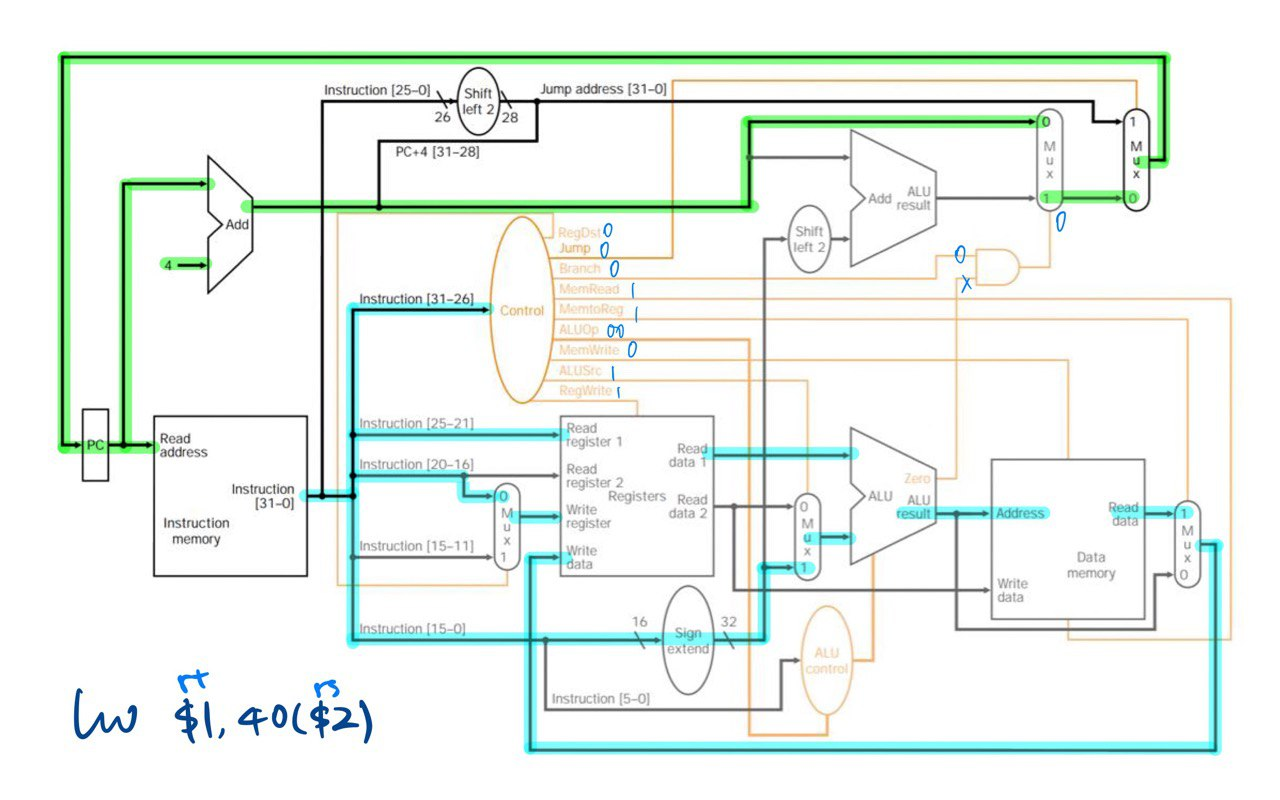 Instruction [25–0]
26
Shift
left 2
28
Jump address [31–0]
PC+4 [31–28]
Add
4
0
M
u
x
1
1
M
u
x
0
Add
ALU
result
Shift
left 2
0
RegDst 0
Jump 0
Branch 0
MemRead 1
MemtoReg 1
ALUOp 00
MemWrite 0
ALUSrc 1
RegWrite 1
0
x
Control
Instruction [31–26]
PC
Read
address
Instruction
[31–0]
Instruction
memory
Instruction [25–21]
Instruction [20–16]
Instruction [15–11]
Instruction [15–0]
0
M
u
x
1
Read
register 1
Read
register 2
Write
register
Write
data
Registers
Read
data 1
Read
data 2
0
M
u
x
1
Zero
ALU
ALU
result
Address
Read
data
Data
memory
Write
data
1
M
u
x
0
16
Sign
extend
32
ALU
control
Instruction [5–0]
rt rs
lw $1, 40($2)